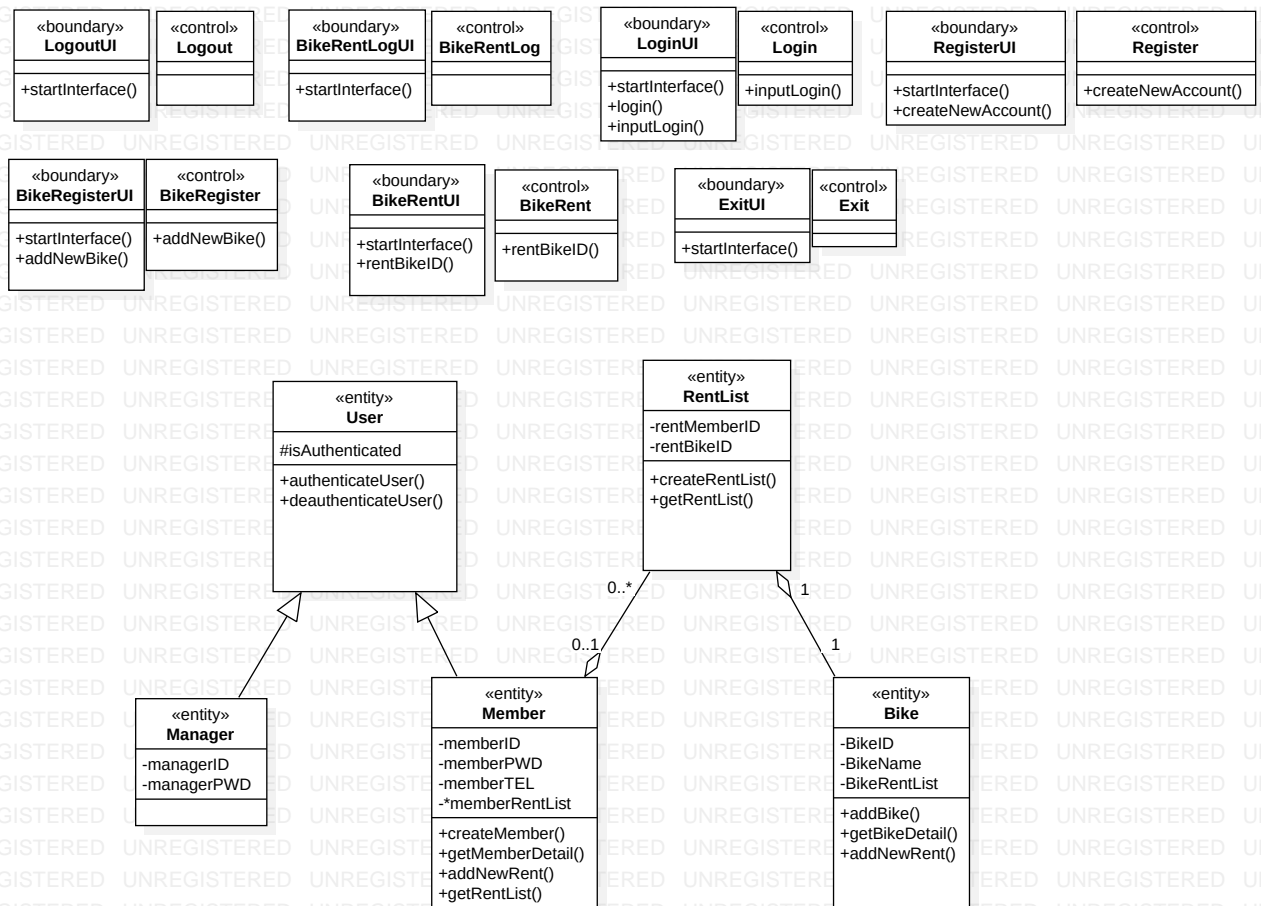 «boundary»
LogoutUI
+startInterface()
«control»
Logout
«boundary»
BikeRentLogUI
+startInterface()
«control»
BikeRentLog
«boundary»
LoginUI
+startInterface()
+login()
+inputLogin()
«control»
Login
+inputLogin()
«boundary»
RegisterUI
+startInterface()
+createNewAccount()
«control»
Register
+createNewAccount()
«boundary»
BikeRegisterUI
+startInterface()
+addNewBike()
«control»
BikeRegister
+addNewBike()
«boundary»
BikeRentUI
+startInterface()
+rentBikeID()
«control»
BikeRent
+rentBikeID()
«boundary»
ExitUI
+startInterface()
«control»
Exit
«entity»
User
#isAuthenticated
+authenticateUser()
+deauthenticateUser()
«entity»
RentList
-rentMemberID
-rentBikeID
+createRentList()
+getRentList()
0..*
1
0..1
1
«entity»
Manager
-managerID
-managerPWD
«entity»
Member
-memberID
-memberPWD
-memberTEL
-*memberRentList
+createMember()
+getMemberDetail()
+addNewRent()
+getRentList()
«entity»
Bike
-BikeID
-BikeName
-BikeRentList
+addBike()
+getBikeDetail()
+addNewRent()
UNREGISTERED